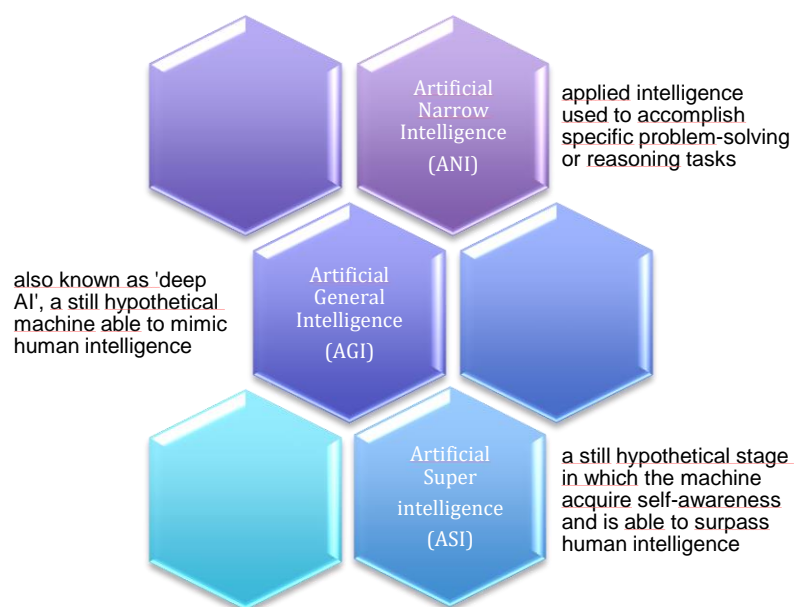 Artificial
Narrow
Intelligence
(ANI)
applied intelligence
used to accomplish
specific problem-solving
or reasoning tasks
also known as 'deep
AI', a still hypothetical
machine able to mimic
human intelligence
Artificial
General
Intelligence
(AGI)
Artificial
Super
intelligence
(ASI)
a still hypothetical stage
in which the machine
acquire self-awareness
and is able to surpass
human intelligence